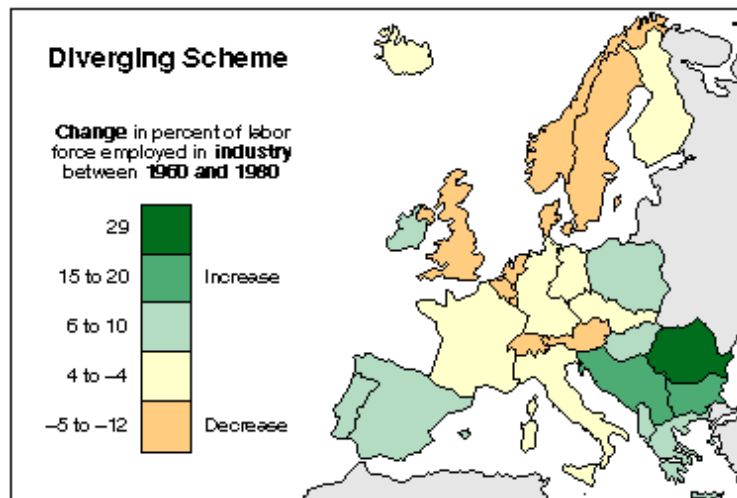 Diverging Scheme
Change in percent of labor
force employed in industry
between 1960 and 1980
29
15 to 20 Increase
6 to 10
4 to –4
–5 to –12 Decrease